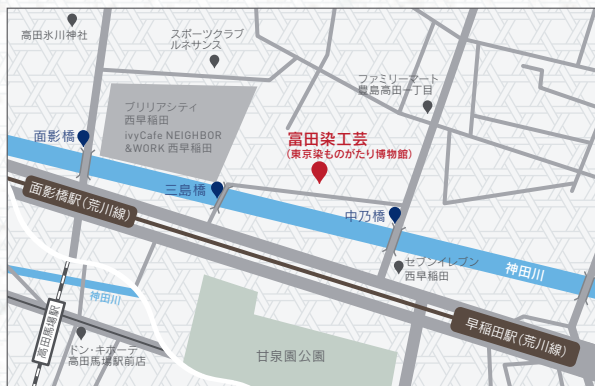 高田氷川神社
スポーツクラブ
ルネサンス
ファミリーマート
豊島高田一丁目
ブリリアシティ
西早稲田
ivyCafe NEIGHBOR
&WORK 西早稲田
面影橋
富田染工芸
(東京染ものがたり博物館)
三島橋
面影橋駅(荒川線)
中乃橋
セブンイレブン
西早稲田
神田川
神田川
高田馬場駅
ドン・キホーテ
高田馬場駅前店
甘泉園公園
早稲田駅(荒川線)